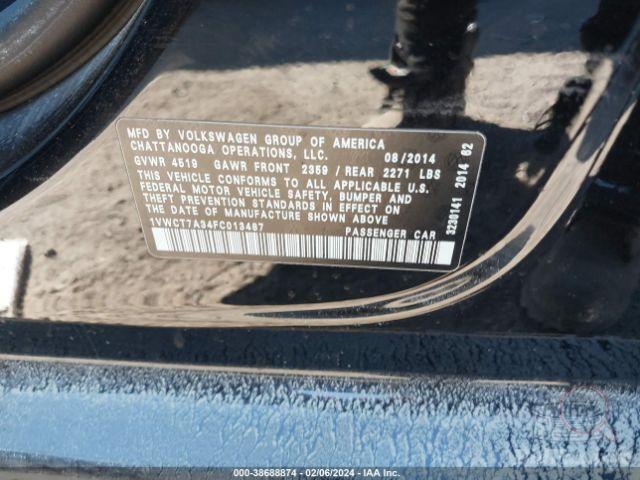 MFD BY VOLKSWAGEN GROUP OF AMERICA
CHATTANOOGA OPERATIONS, LLC. 08/2014
GVWR 4519 GAWR FRONT 2359 / REAR 2271 LBS
THIS VEHICLE CONFORMS TO ALL APPLICABLE U.S.
FEDERAL MOTOR VEHICLE SAFETY, BUMPER AND
THEFT PREVENTION STANDARDS IN EFFECT ON THE
DATE OF MANUFACTURE SHOWN ABOVE
1VWCT7A34FC013487 PASSENGER CAR
3230141 2014 62
000-38688874 - 02/06/2024 - IAA Inc.